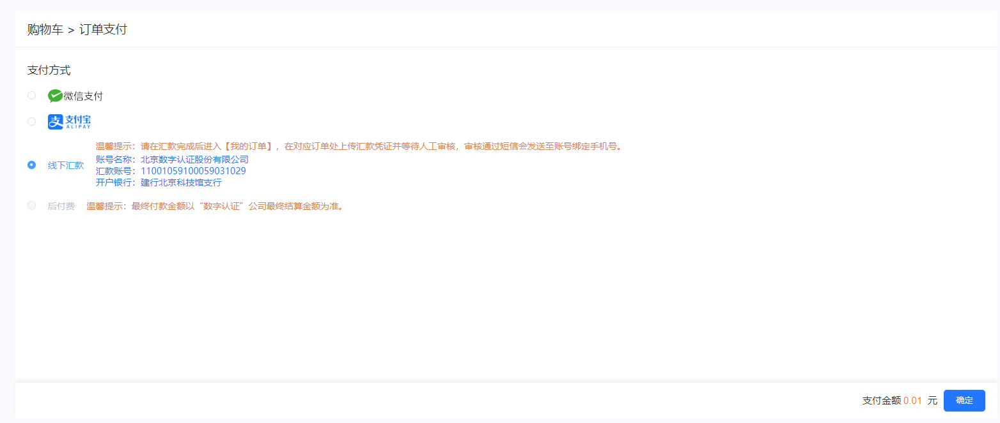 购物车 > 订单支付
支付方式
微信支付
支 支付宝
ALIPAY
温馨提示：请在汇款完成后进入【我的订单】，在对应订单处上传汇款凭证并等待人工审核，审核通过短信会发送至账号绑定手机号。
线下汇款
账号名称：北京数字认证股份有限公司
汇款账号：11001059100059031029
开户银行：建行北京科技馆支行
后付费 温馨提示：最终付款金额以“数字认证”公司最终结算金额为准。
支付金额 0.01 元 确定